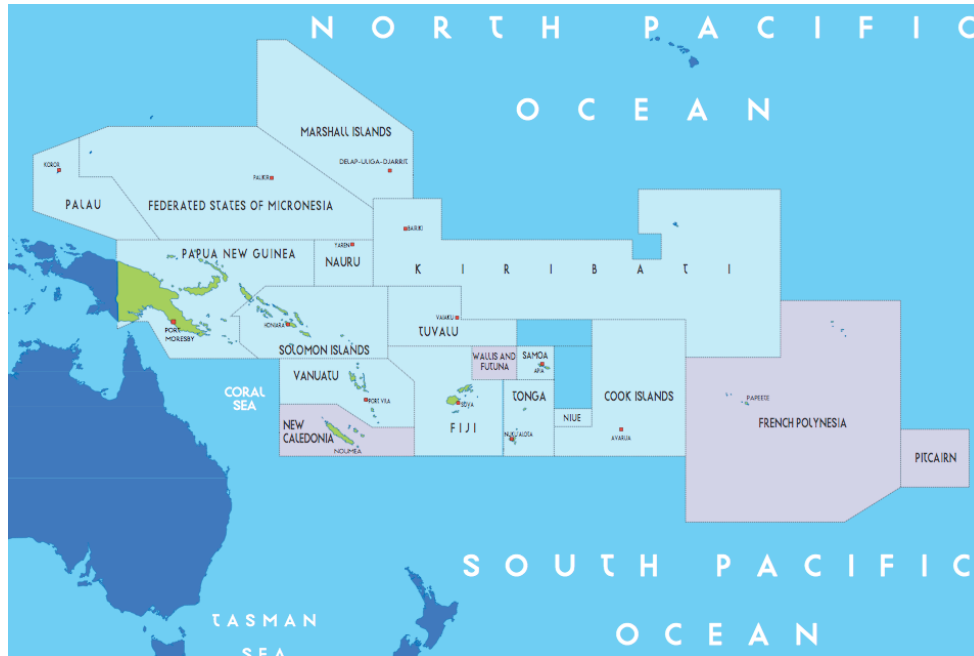 NORTH PACIFIC
OCEAN
MARSHALL ISLANDS
DELAP-ULIGA-DJARRIT
KOROR
PALIKIR
PALAU
FEDERATED STATES OF MICRONESIA
BAIRIKI
YAREN
PAPUA NEW GUINEA
NAURU
KIRIBATI
PORT
MORESBY
HONIARA
SOLOMON ISLANDS
VAIAKU
TUVALU
WALLIS AND
FUTUNA
SAMOA
APIA
VANUATU
PORT VILA
CORAL
SEA
SUVA
FIJI
TONGA
NUKU'ALOFA
NIUE
COOK ISLANDS
AVARUA
PAPEETE
FRENCH POLYNESIA
NEW
CALEDONIA
NOUMEA
PITCAIRN
SOUTH PACIFIC
OCEAN
TASMAN
SEA